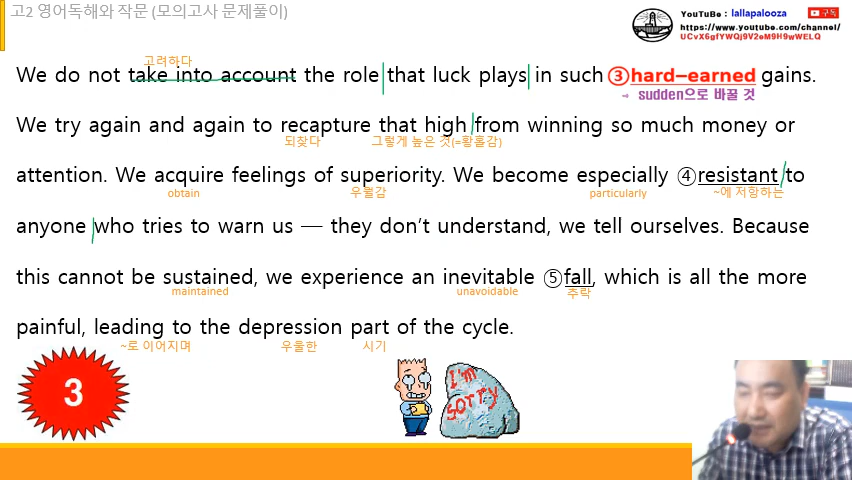 고2 영어독해와 작문 (모의고사 문제풀이)
YouTuBe : lallapalooza 구독
https://www.youtube.com/channel/
UCvX6gfYWQj9V2eM9H9wWELQ
고려하다
We do not take into account the role that luck plays in such ③hard-earned gains.
→ sudden으로 바꿀 것
We try again and again to recapture that high from winning so much money or
되찾다 그렇게 높은 것(=황홀감)
attention. We acquire feelings of superiority. We become especially ④resistant to
obtain 우월감 particularly ~에 저항하는
anyone who tries to warn us — they don't understand, we tell ourselves. Because
this cannot be sustained, we experience an inevitable ⑤fall, which is all the more
maintained unavoidable 추락
painful, leading to the depression part of the cycle.
~로 이어지며 우울한 시기
3
I'm
sorry